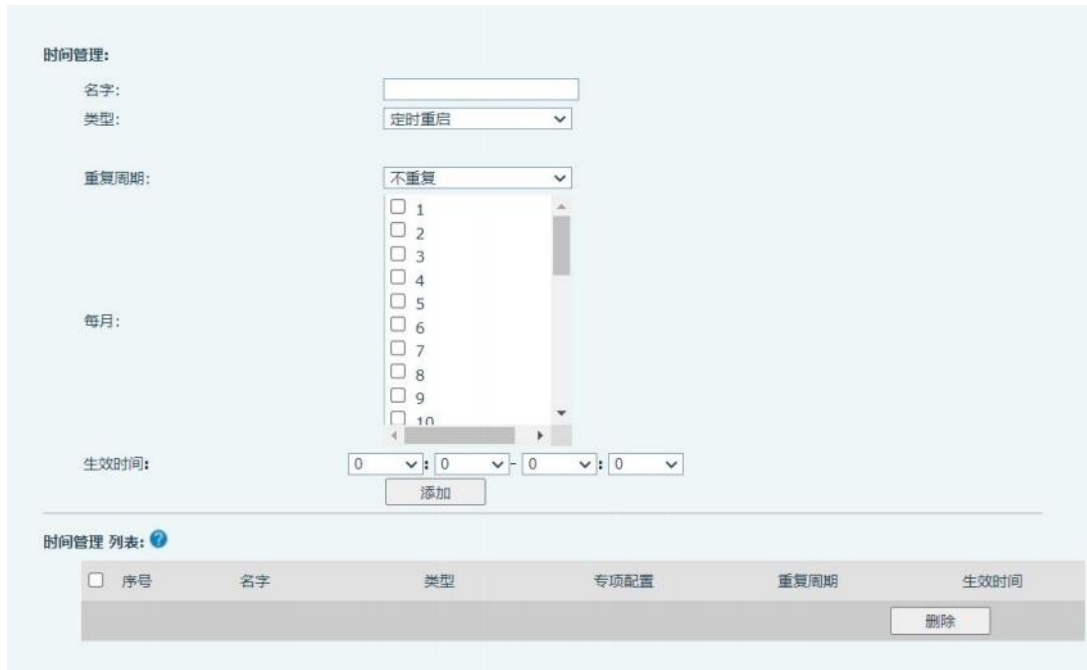 时间管理:
名字:
类型: 定时重启
重复周期: 不重复
1
2
3
4
5
6
7
8
9
10
每月:
生效时间: 0 : 0 - 0 : 0
添加
时间管理 列表: ?
序号 名字 类型 专项配置 重复周期 生效时间
删除